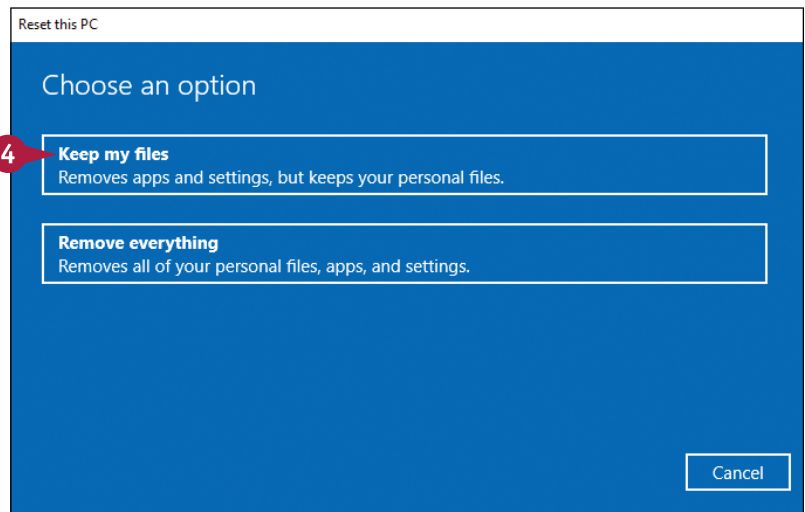 Reset this PC
Choose an option
4
Keep my files
Removes apps and settings, but keeps your personal files.
Remove everything
Removes all of your personal files, apps, and settings.
Cancel